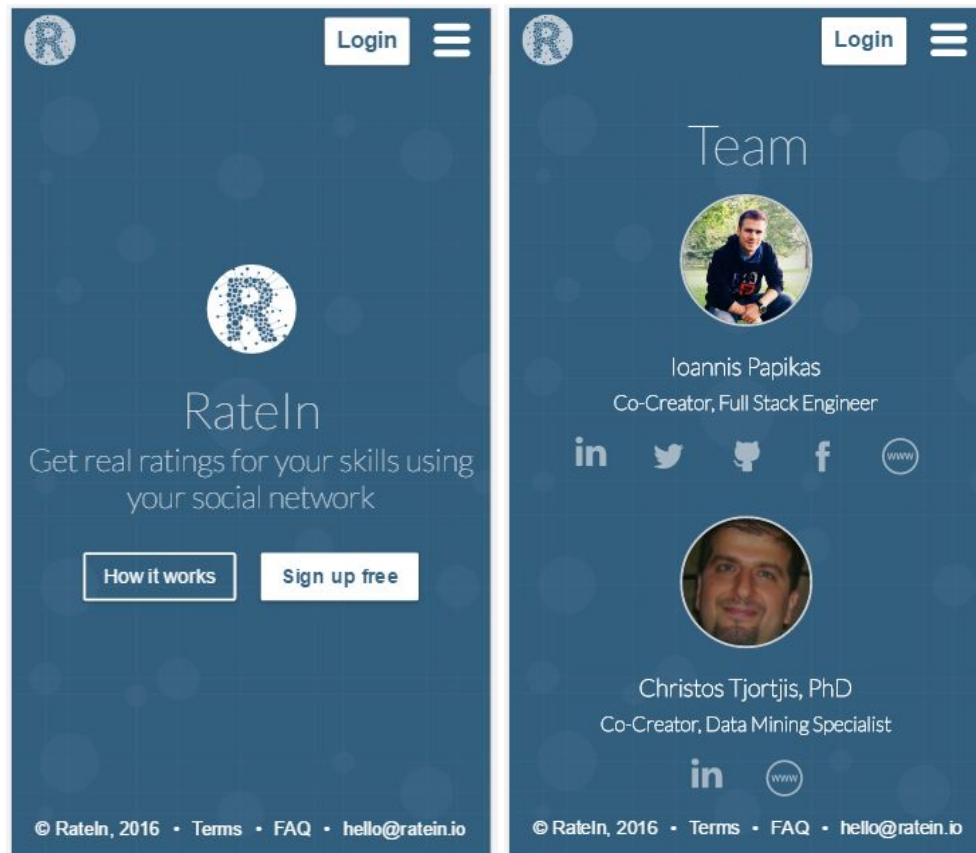 R
Login
R
RateIn
Get real ratings for your skills using
your social network
How it works
Sign up free
© RateIn, 2016 • Terms • FAQ • hello@ratein.io
R
Login
Team
Ioannis Papikas
Co-Creator, Full Stack Engineer
in
f
www
Christos Tjortjis, PhD
Co-Creator, Data Mining Specialist
in
www
© RateIn, 2016 • Terms • FAQ • hello@ratein.io